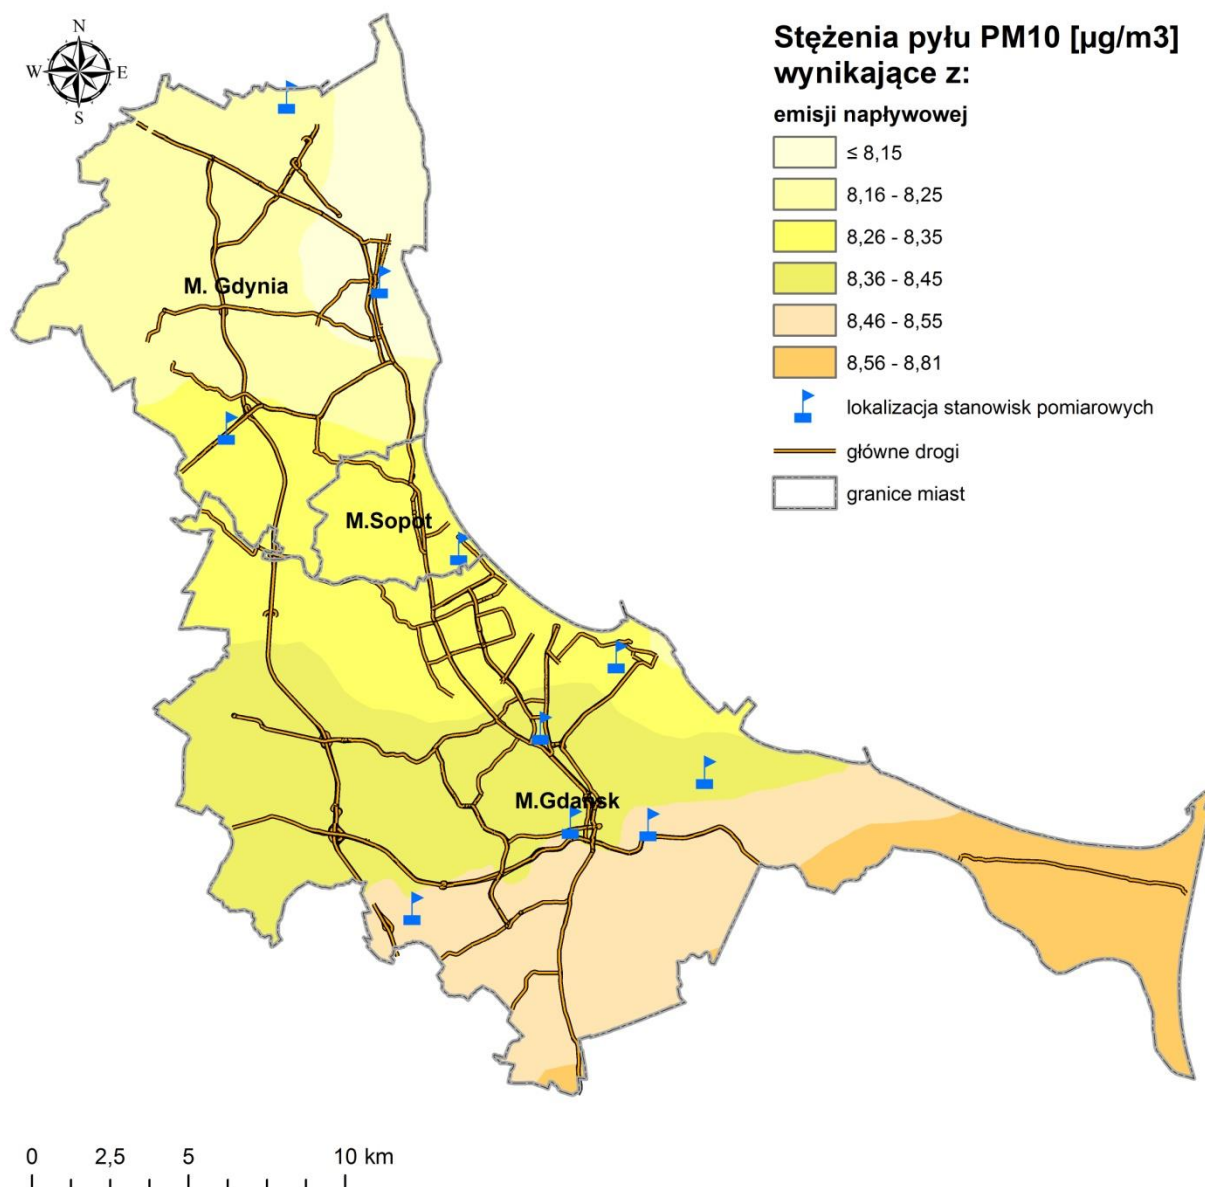 N
W E
S
Stężenia pyłu PM10 [µg/m3]
wynikające z:
emisji napływowej
≤ 8,15
8,16 - 8,25
8,26 - 8,35
8,36 - 8,45
8,46 - 8,55
8,56 - 8,81
lokalizacja stanowisk pomiarowych
główne drogi
granice miast
M. Gdynia
M.Sopot
M.Gdańsk
0 2,5 5 10 km